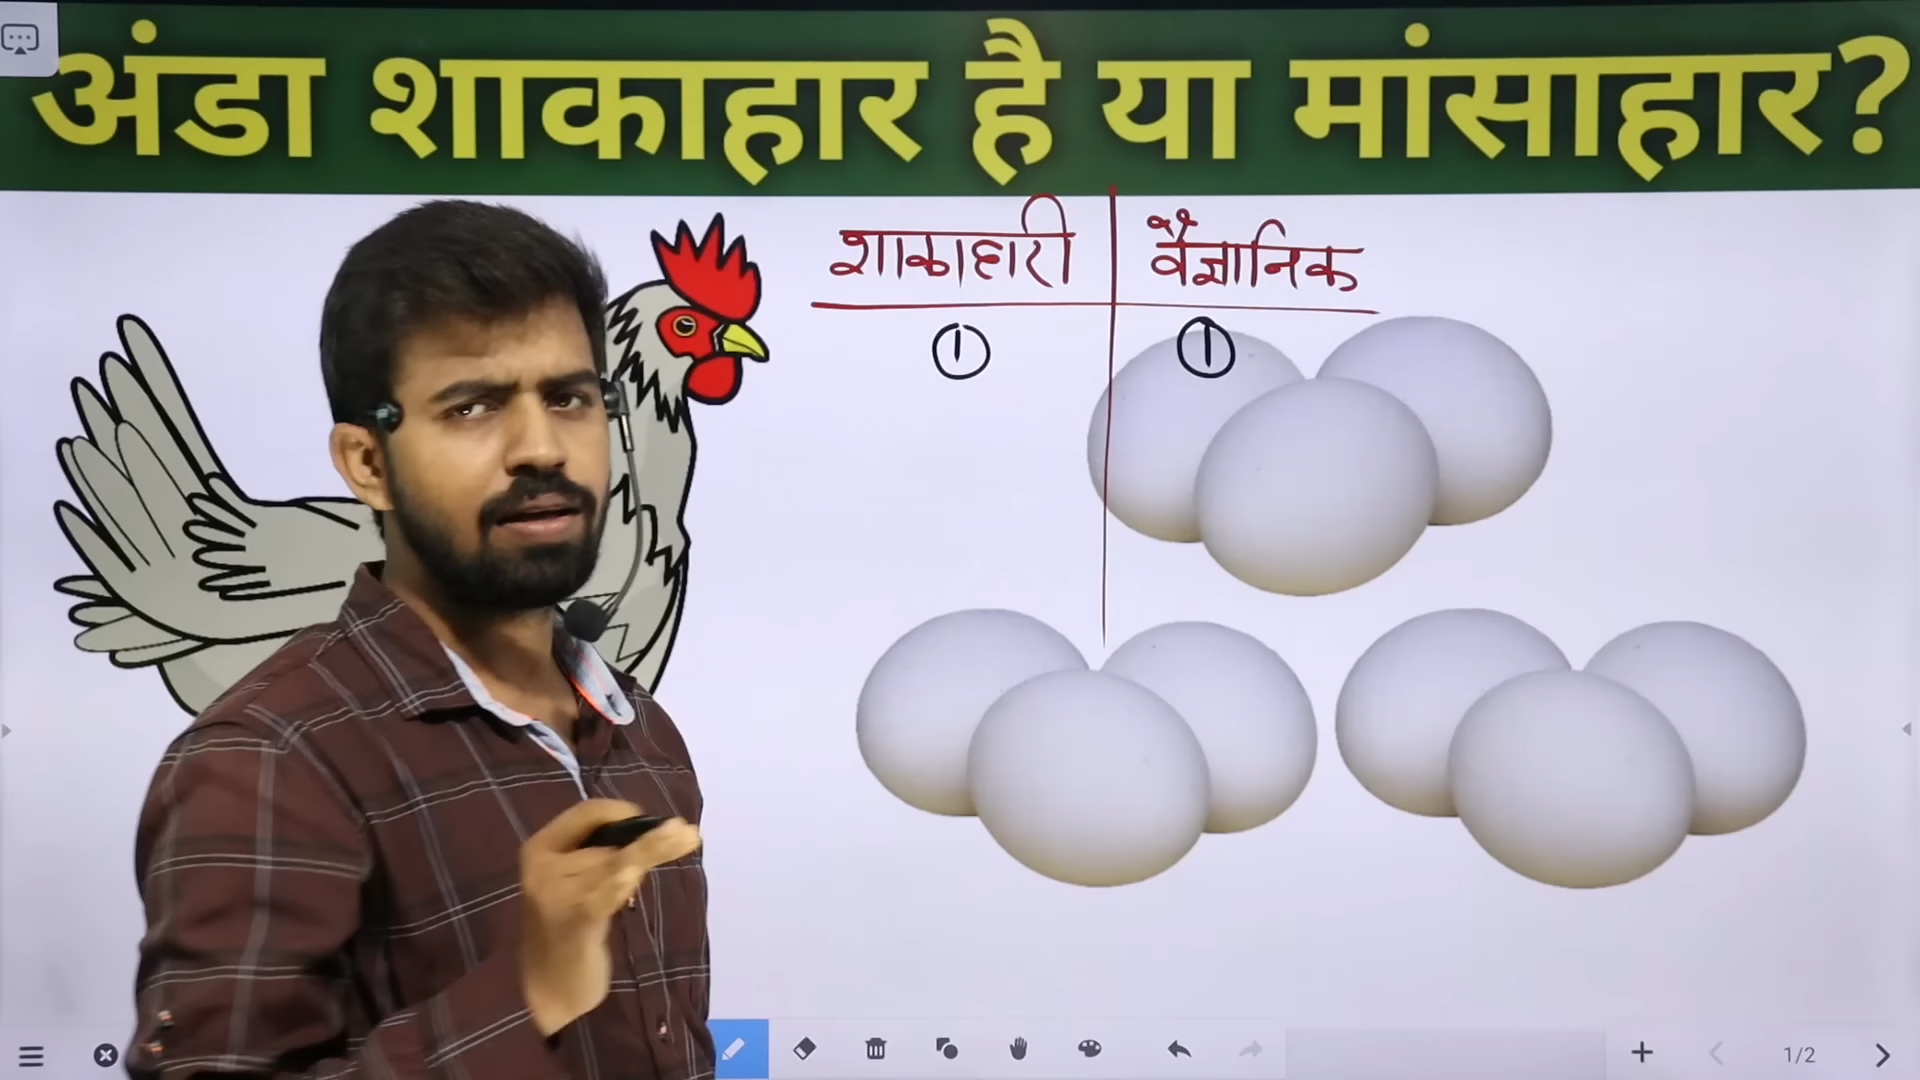 अंडा शाकाहार है या मांसाहार?
शाकाहारी वैज्ञानिक
① ①
1/2